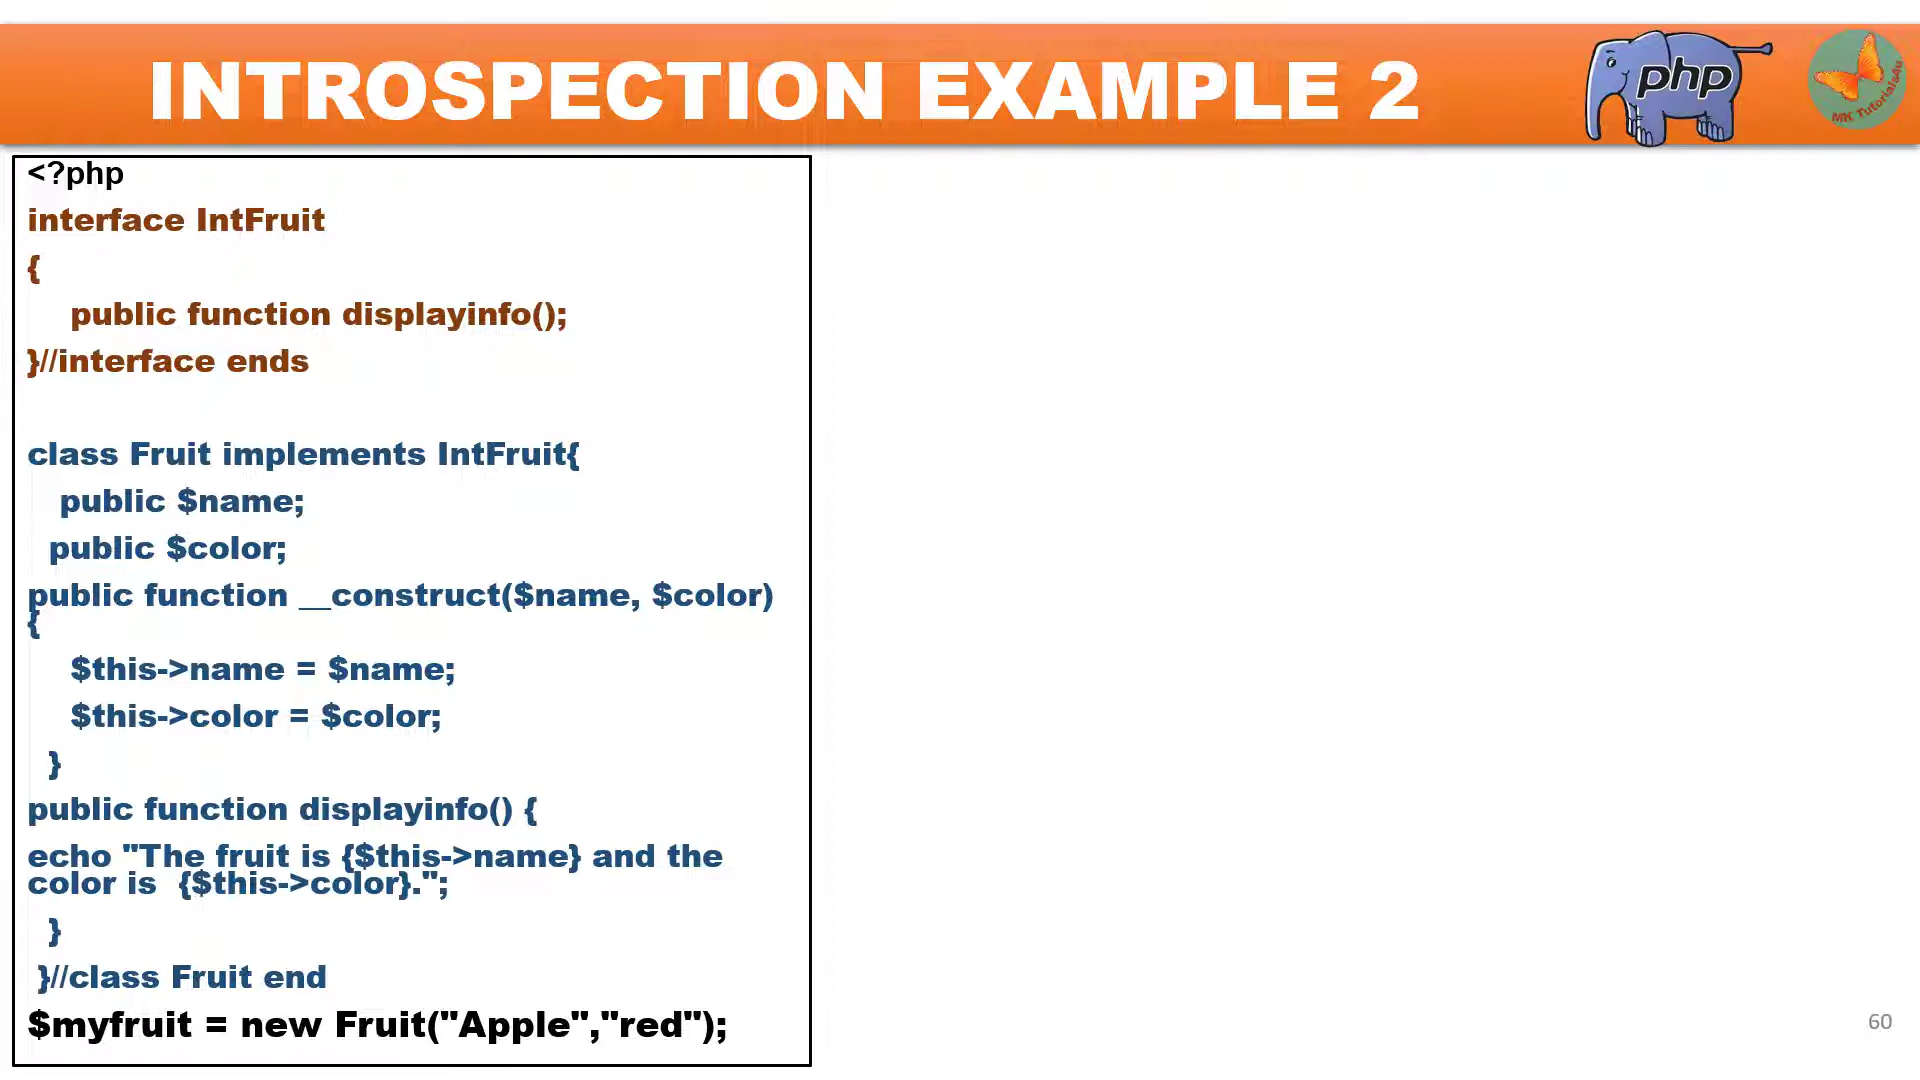 INTROSPECTION EXAMPLE 2
php
MK Tutorials4u
<?php
interface IntFruit
{
public function displayinfo();
}//interface ends
class Fruit implements IntFruit{
public $name;
public $color;
public function __construct($name, $color)
{
$this->name = $name;
$this->color = $color;
}
public function displayinfo() {
echo "The fruit is {$this->name} and the
color is  {$this->color}.";
}
}//class Fruit end
$myfruit = new Fruit("Apple","red");
60